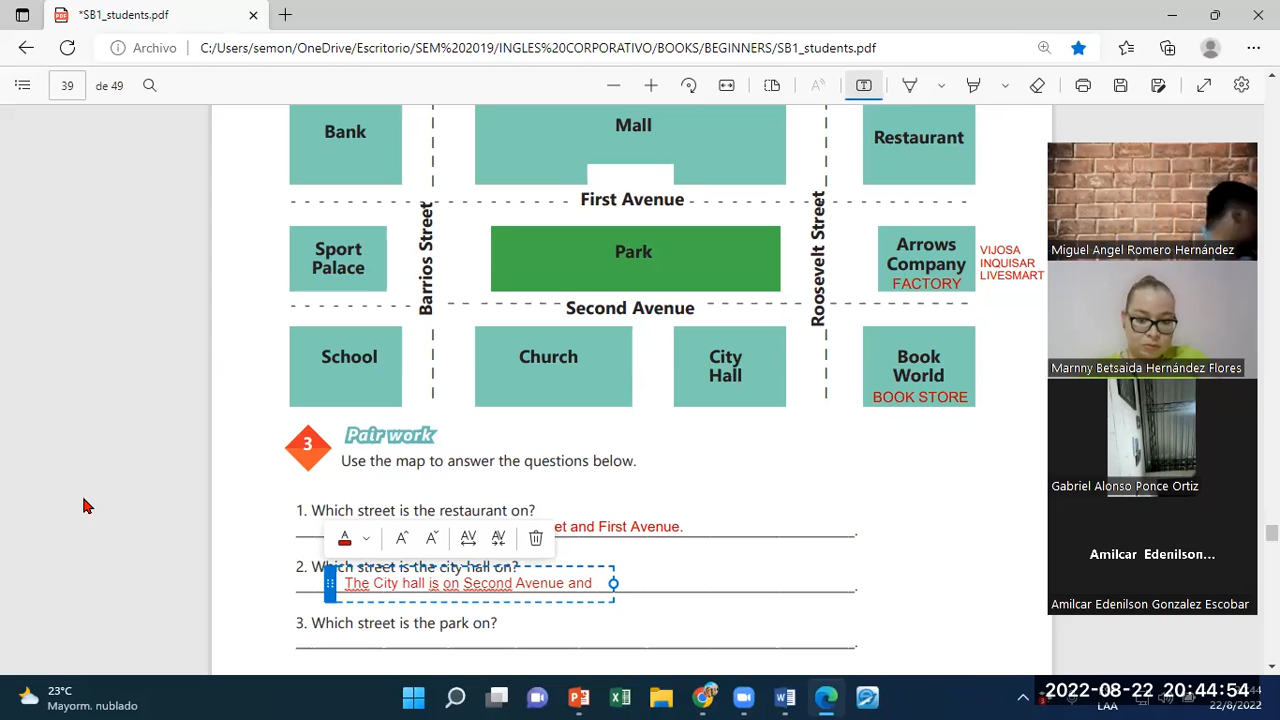 *SB1_students.pdf
Archivo
C:/Users/semon/OneDrive/Escritorio/SEM%202019/INGLES%20CORPORATIVO/BOOKS/BEGINNERS/SB1_students.pdf
39 de 49
Bank
Mall
Restaurant
First Avenue
Barrios Street
Roosevelt Street
Sport
Palace
Park
Arrows
Company
FACTORY
VIJOSA
INQUISAR
LIVESMART
Second Avenue
School
Church
City
Hall
Book
World
BOOK STORE
3
Pair work
Use the map to answer the questions below.
1. Which street is the restaurant on?
et and First Avenue.
2. Which street is the city hall on?
The City hall is on Second Avenue and
3. Which street is the park on?
Miguel Angel Romero Hernández
Marnny Betsaida Hernández Flores
Gabriel Alonso Ponce Ortiz
Amilcar Edenilson...
Amilcar Edenilson Gonzalez Escobar
23°C
Mayorm. nublado
2022-08-22 20:44:54
LAA
22/8/2022